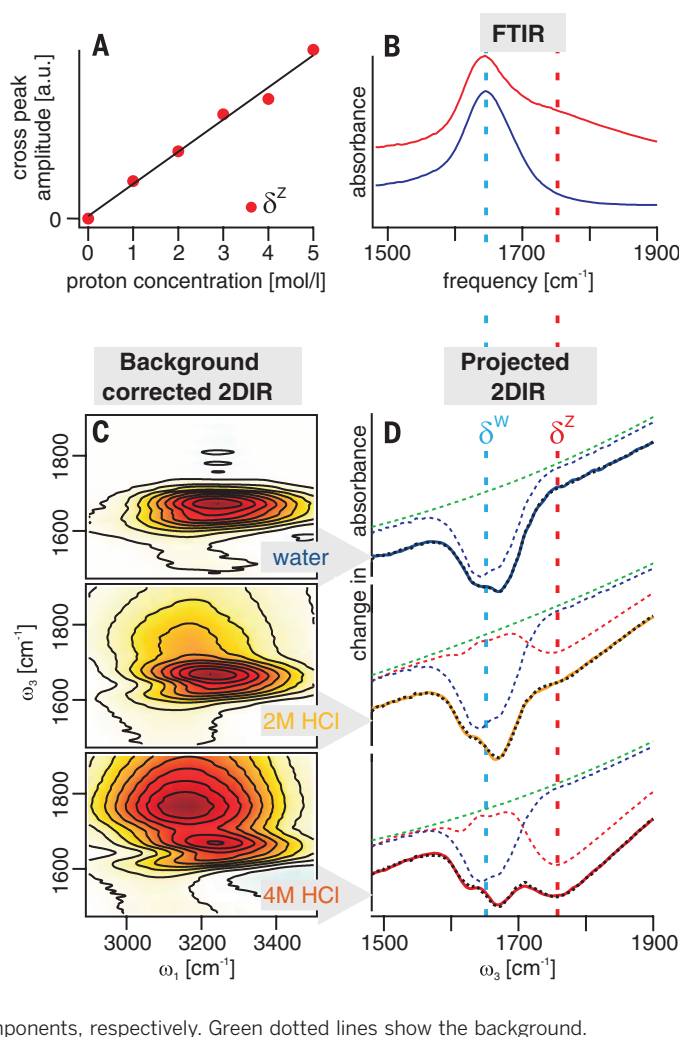 A
cross peak
amplitude [a.u.]
0
δᶻ
0 1 2 3 4 5
proton concentration [mol/l]
B
FTIR
absorbance
1500 1700 1900
frequency [cm⁻¹]
Background
corrected 2DIR
Projected
2DIR
C
1800
1600
water
1800
1600
2M HCl
1800
1600
4M HCl
ω₃ [cm⁻¹]
3000 3200 3400
ω₁ [cm⁻¹]
D
δᵂ
δᶻ
change in absorbance
1500 1700 1900
ω₃ [cm⁻¹]
mponents, respectively. Green dotted lines show the background.